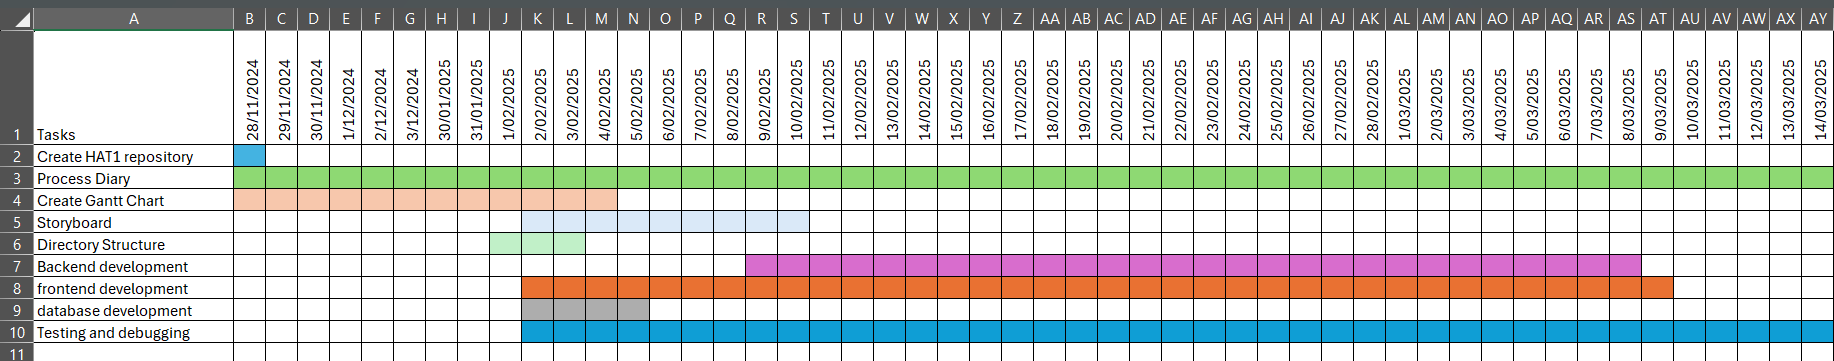 A B C D E F G H I J K L M N O P Q R S T U V W X Y Z AA AB AC AD AE AF AG AH AI AJ AK AL AM AN AO AP AQ AR AS AT AU AV AW AX AY
1 Tasks 28/11/2024 29/11/2024 30/11/2024 1/12/2024 2/12/2024 3/12/2024 30/01/2025 31/01/2025 1/02/2025 2/02/2025 3/02/2025 4/02/2025 5/02/2025 6/02/2025 7/02/2025 8/02/2025 9/02/2025 10/02/2025 11/02/2025 12/02/2025 13/02/2025 14/02/2025 15/02/2025 16/02/2025 17/02/2025 18/02/2025 19/02/2025 20/02/2025 21/02/2025 22/02/2025 23/02/2025 24/02/2025 25/02/2025 26/02/2025 27/02/2025 28/02/2025 1/03/2025 2/03/2025 3/03/2025 4/03/2025 5/03/2025 6/03/2025 7/03/2025 8/03/2025 9/03/2025 10/03/2025 11/03/2025 12/03/2025 13/03/2025 14/03/2025
2 Create HAT1 repository
3 Process Diary
4 Create Gantt Chart
5 Storyboard
6 Directory Structure
7 Backend development
8 frontend development
9 database development
10 Testing and debugging
11